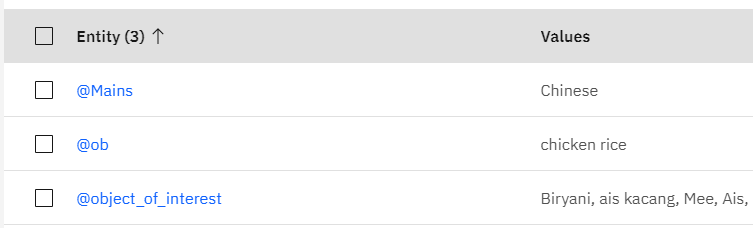 Entity (3) ↑ Values
@Mains Chinese
@ob chicken rice
@object_of_interest Biryani, ais kacang, Mee, Ais,